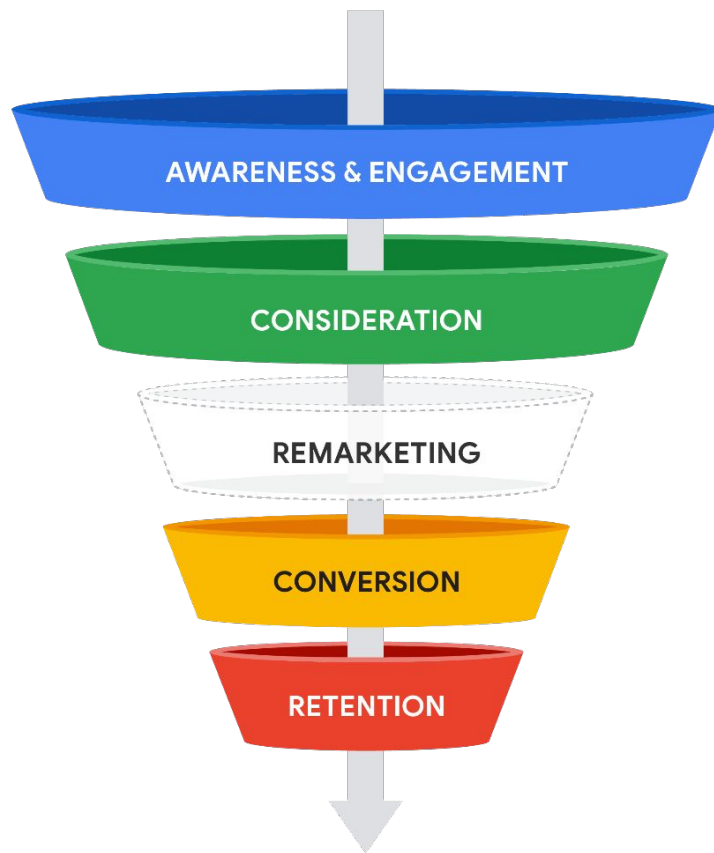 AWARENESS & ENGAGEMENT
CONSIDERATION
REMARKETING
CONVERSION
RETENTION